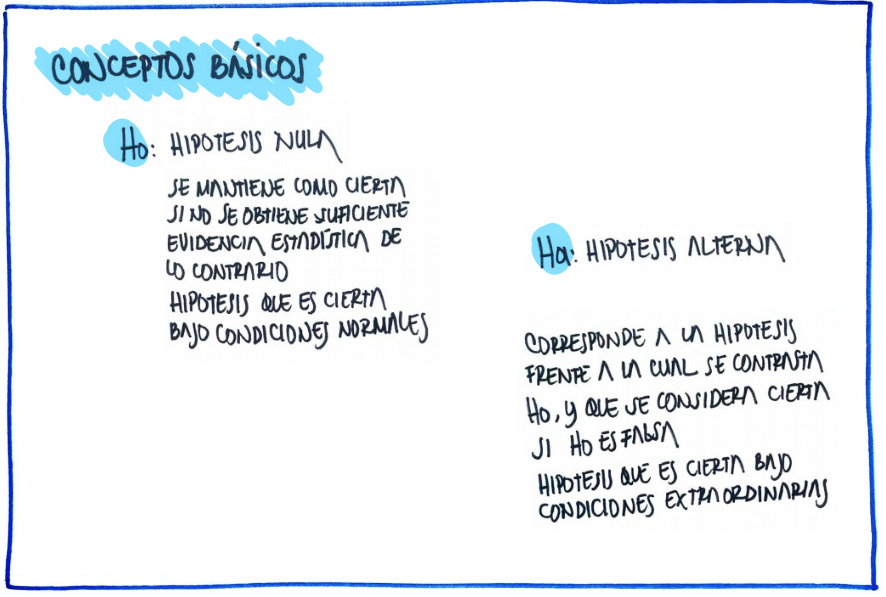 CONCEPTOS BÁSICOS
Ho: HIPOTESIS NULA
SE MANTIENE COMO CIERTA
SI NO SE OBTIENE SUFICIENTE
EVIDENCIA ESTADÍSTICA DE
LO CONTRARIO
HIPOTESIS QUE ES CIERTA
BAJO CONDICIONES NORMALES
Ha: HIPOTESIS ALTERNA
CORRESPONDE A LA HIPOTESIS
FRENTE A LA CUAL SE CONTRASTA
Ho, Y QUE SE CONSIDERA CIERTA
SI HO ES FALSA
HIPOTESIS QUE ES CIERTA BAJO
CONDICIONES EXTRAORDINARIAS